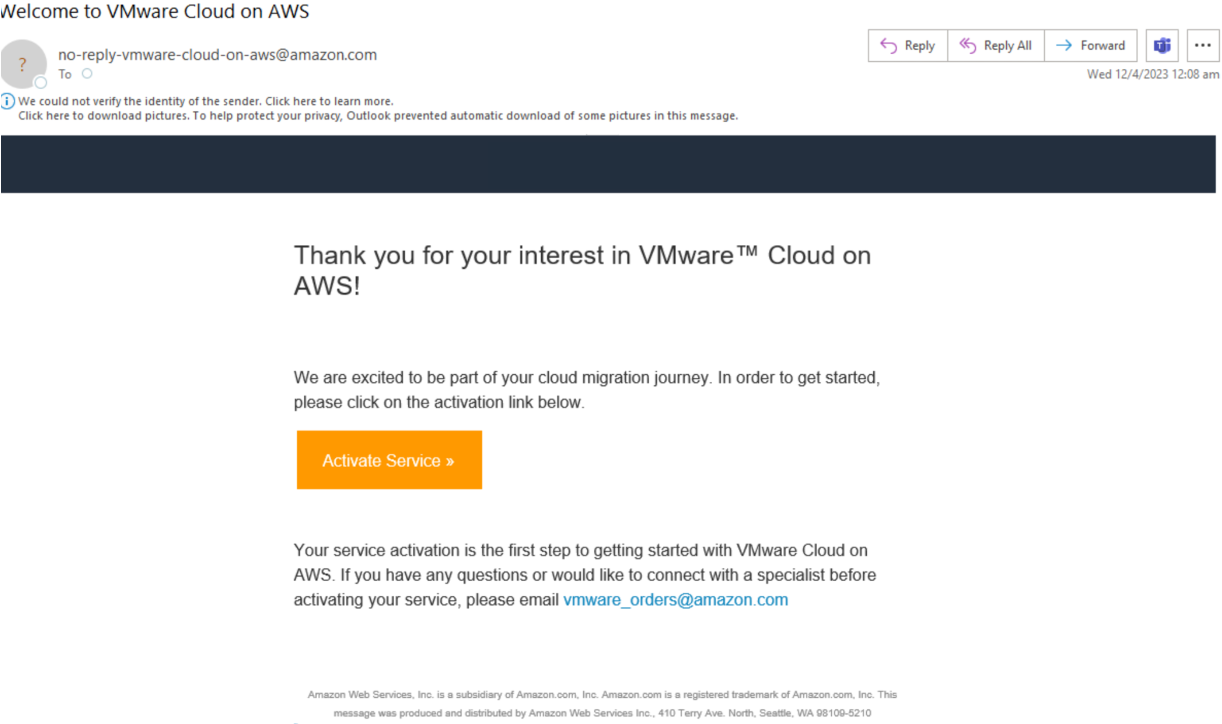 Welcome to VMware Cloud on AWS
?
no-reply-vmware-cloud-on-aws@amazon.com
To
Reply
Reply All
Forward
Wed 12/4/2023 12:08 am
We could not verify the identity of the sender. Click here to learn more.
Click here to download pictures. To help protect your privacy, Outlook prevented automatic download of some pictures in this message.
Thank you for your interest in VMware™ Cloud on
AWS!
We are excited to be part of your cloud migration journey. In order to get started,
please click on the activation link below.
Activate Service »
Your service activation is the first step to getting started with VMware Cloud on
AWS. If you have any questions or would like to connect with a specialist before
activating your service, please email vmware_orders@amazon.com
Amazon Web Services, Inc. is a subsidiary of Amazon.com, Inc. Amazon.com is a registered trademark of Amazon.com, Inc. This
message was produced and distributed by Amazon Web Services Inc., 410 Terry Ave. North, Seattle, WA 98109-5210